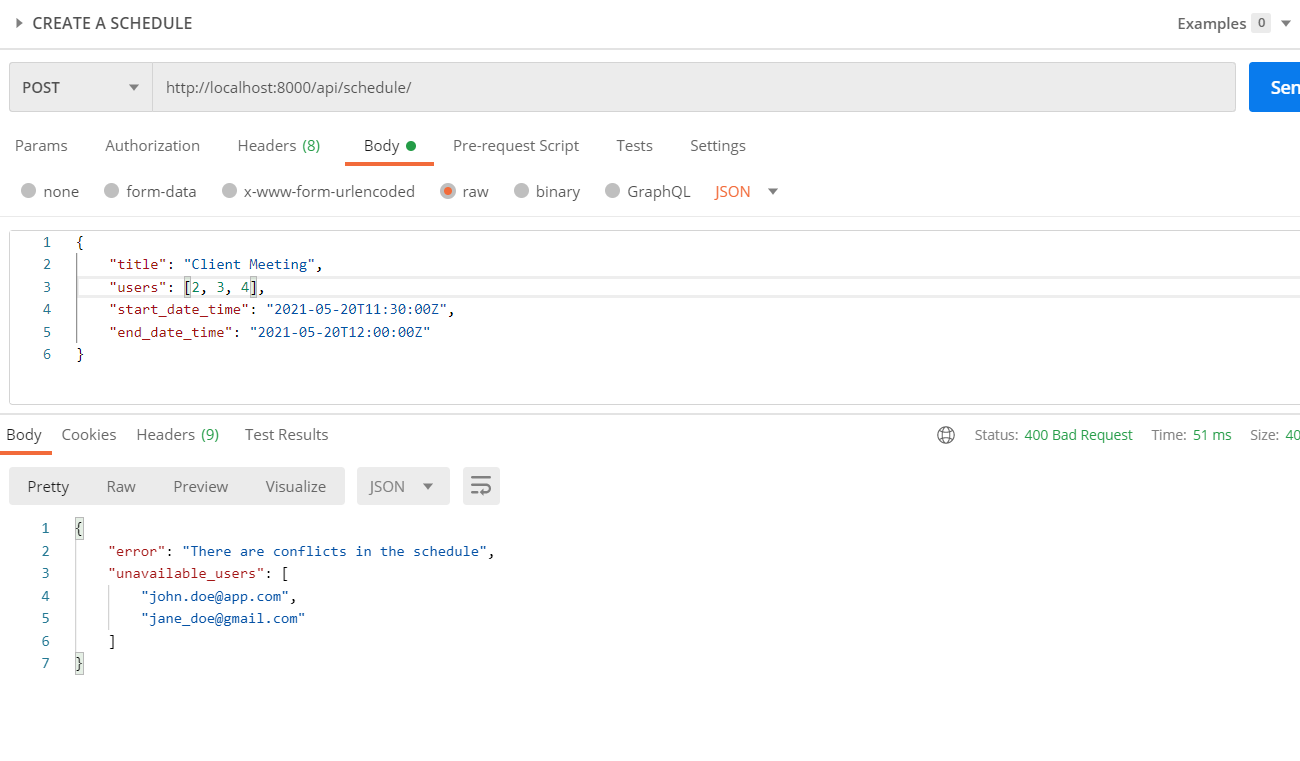 CREATE A SCHEDULE
Examples 0
POST http://localhost:8000/api/schedule/
Params Authorization Headers (8) Body Pre-request Script Tests Settings
none form-data x-www-form-urlencoded raw binary GraphQL JSON
1 {
2 "title": "Client Meeting",
3 "users": [2, 3, 4],
4 "start_date_time": "2021-05-20T11:30:00Z",
5 "end_date_time": "2021-05-20T12:00:00Z"
6 }
Body Cookies Headers (9) Test Results Status: 400 Bad Request Time: 51 ms Size:
Pretty Raw Preview Visualize JSON
1 {
2 "error": "There are conflicts in the schedule",
3 "unavailable_users": [
4 "john.doe@app.com",
5 "jane_doe@gmail.com"
6 ]
7 }